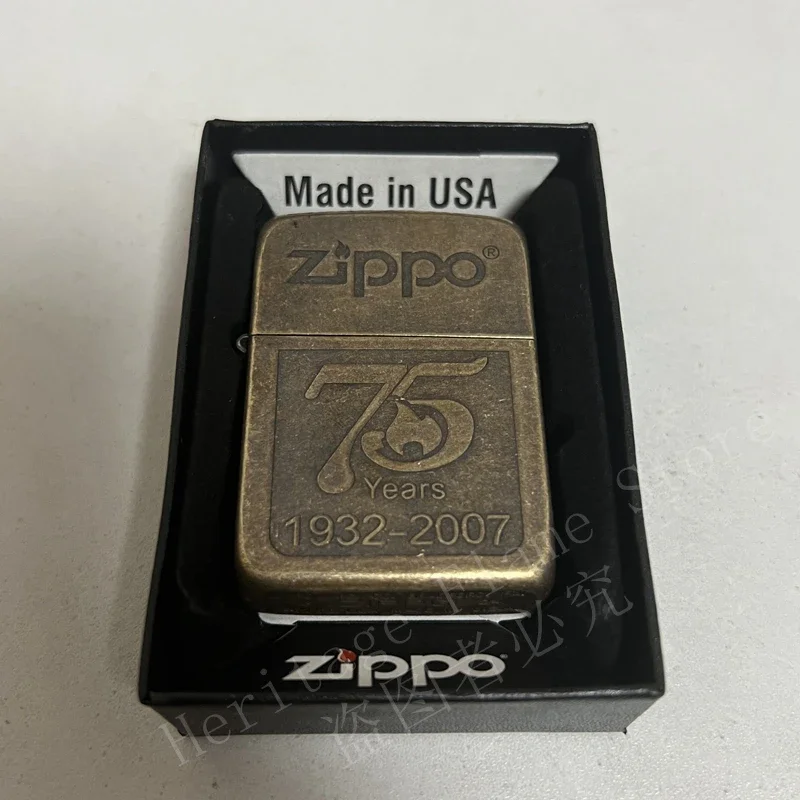 Made in USA
zippo®
75
Years
1932-2007
zippo
Heritage Flame Store
盗图者必究